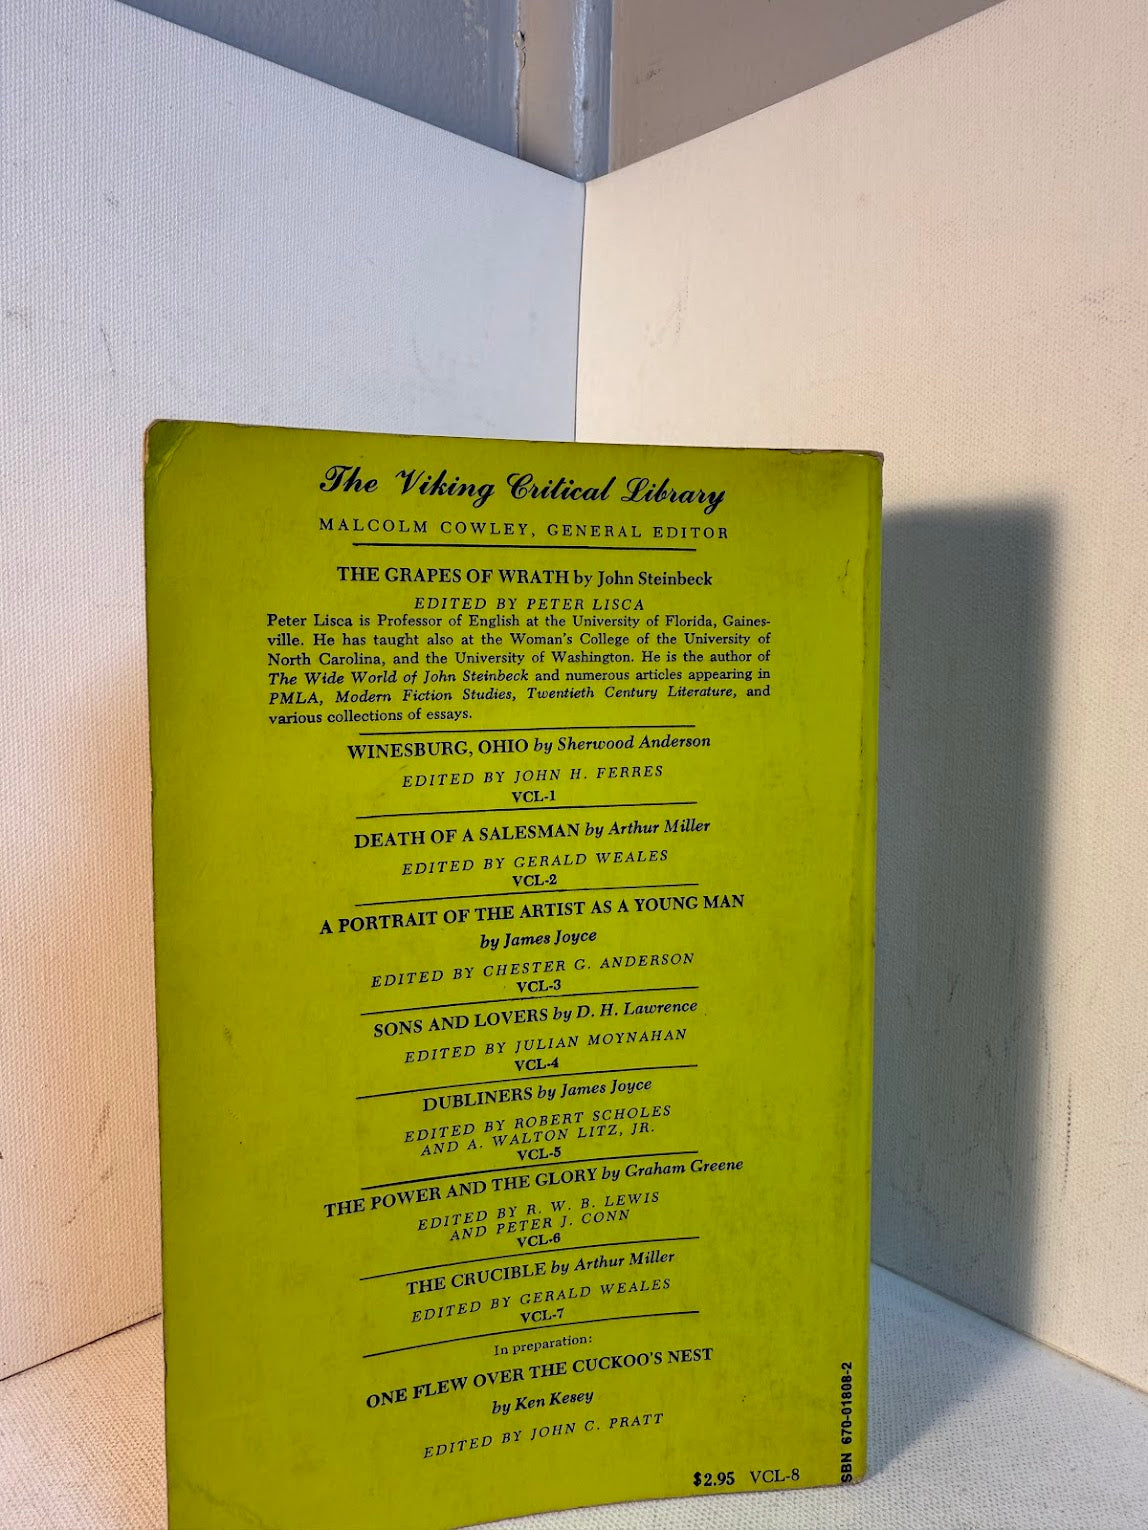 The Viking Critical Library
MALCOLM COWLEY, GENERAL EDITOR
THE GRAPES OF WRATH by John Steinbeck
EDITED BY PETER LISCA
Peter Lisca is Professor of English at the University of Florida, Gaines-
ville. He has taught also at the Woman's College of the University of
North Carolina, and the University of Washington. He is the author of
The Wide World of John Steinbeck and numerous articles appearing in
PMLA, Modern Fiction Studies, Twentieth Century Literature, and
various collections of essays.
WINESBURG, OHIO by Sherwood Anderson
EDITED BY JOHN H. FERRES
VCL-1
DEATH OF A SALESMAN by Arthur Miller
EDITED BY GERALD WEALES
VCL-2
A PORTRAIT OF THE ARTIST AS A YOUNG MAN
by James Joyce
EDITED BY CHESTER G. ANDERSON
VCL-3
SONS AND LOVERS by D. H. Lawrence
EDITED BY JULIAN MOYNAHAN
VCL-4
DUBLINERS by James Joyce
EDITED BY ROBERT SCHOLES
AND A. WALTON LITZ, JR.
VCL-5
THE POWER AND THE GLORY by Graham Greene
EDITED BY R. W. B. LEWIS
AND PETER J. CONN
VCL-6
THE CRUCIBLE by Arthur Miller
EDITED BY GERALD WEALES
VCL-7
In preparation:
ONE FLEW OVER THE CUCKOO'S NEST
by Ken Kesey
EDITED BY JOHN C. PRATT
$2.95 VCL-8
SBN 670-01808-2